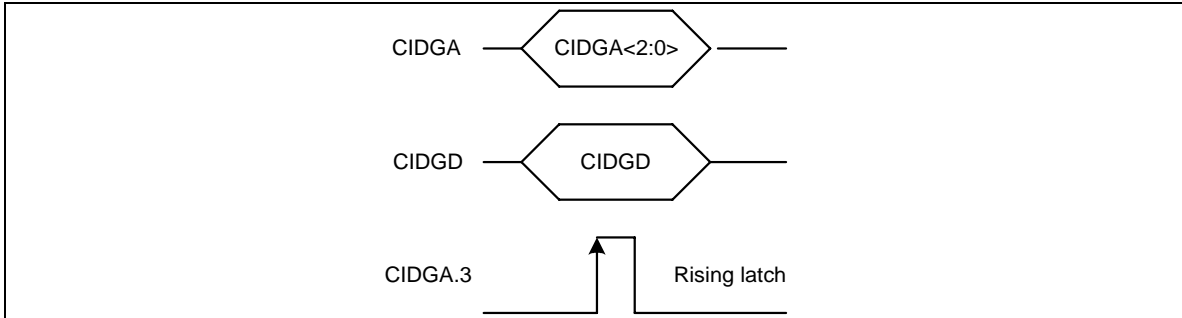 CIDGA CIDGA<2:0>
CIDGD CIDGD
CIDGA.3 Rising latch